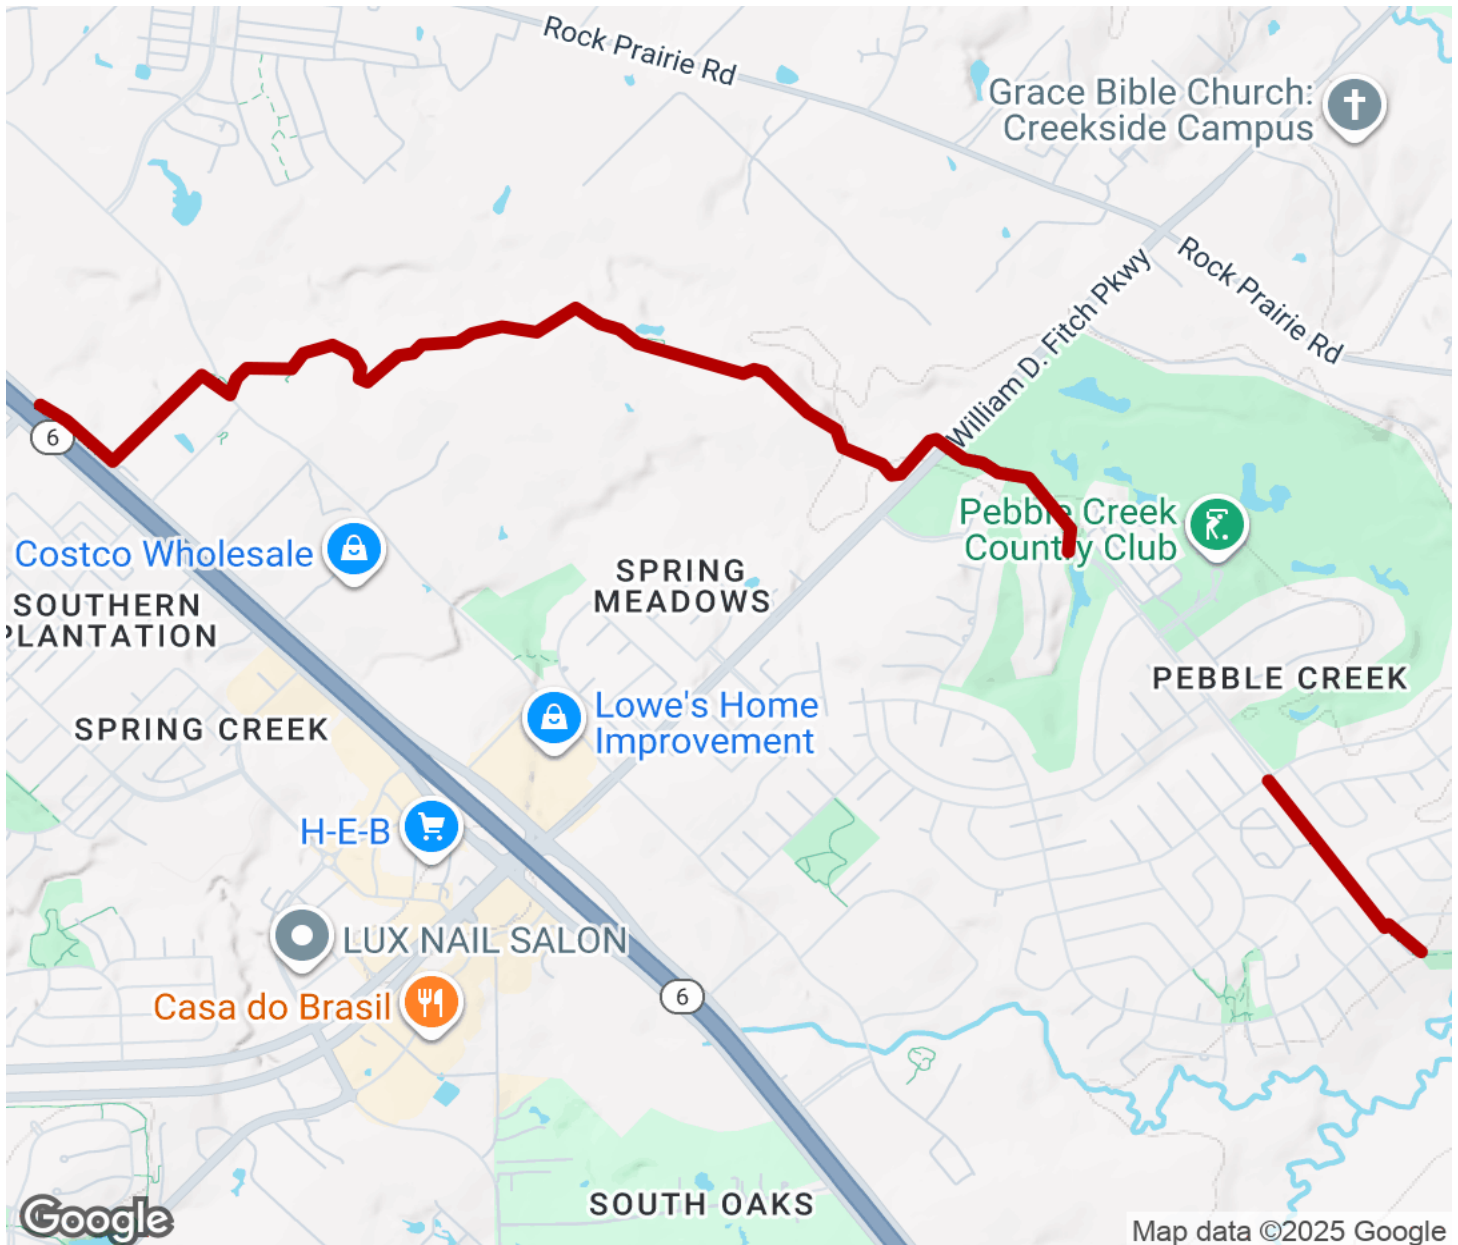 Rock Prairie Rd
Grace Bible Church:
Creekside Campus
Rock Prairie Rd
William D. Fitch Pkwy
6
Pebble Creek
Country Club
Costco Wholesale
SPRING
MEADOWS
SOUTHERN
PLANTATION
PEBBLE CREEK
Lowe's Home
Improvement
SPRING CREEK
H-E-B
LUX NAIL SALON
6
Casa do Brasil
SOUTH OAKS
Google
Map data ©2025 Google